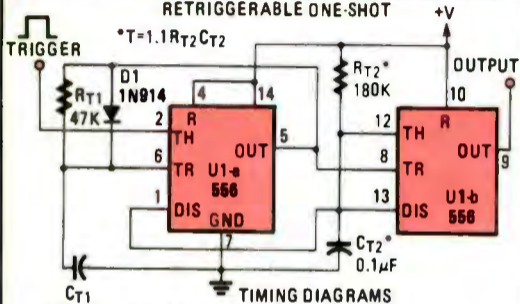 RETRIGGERABLE ONE-SHOT
*T=1.1RT2CT2
+V
TRIGGER
OUTPUT
D1
1N914
RT1
47K
RT2*
180K
4
14
10
R
R
2
TH
12
TH
5
OUT
OUT
9
6
TR
8
TR
U1-a
556
U1-b
556
1
DIS
13
DIS
GND
7
CT2*
0.1µF
CT1
TIMING DIAGRAMS